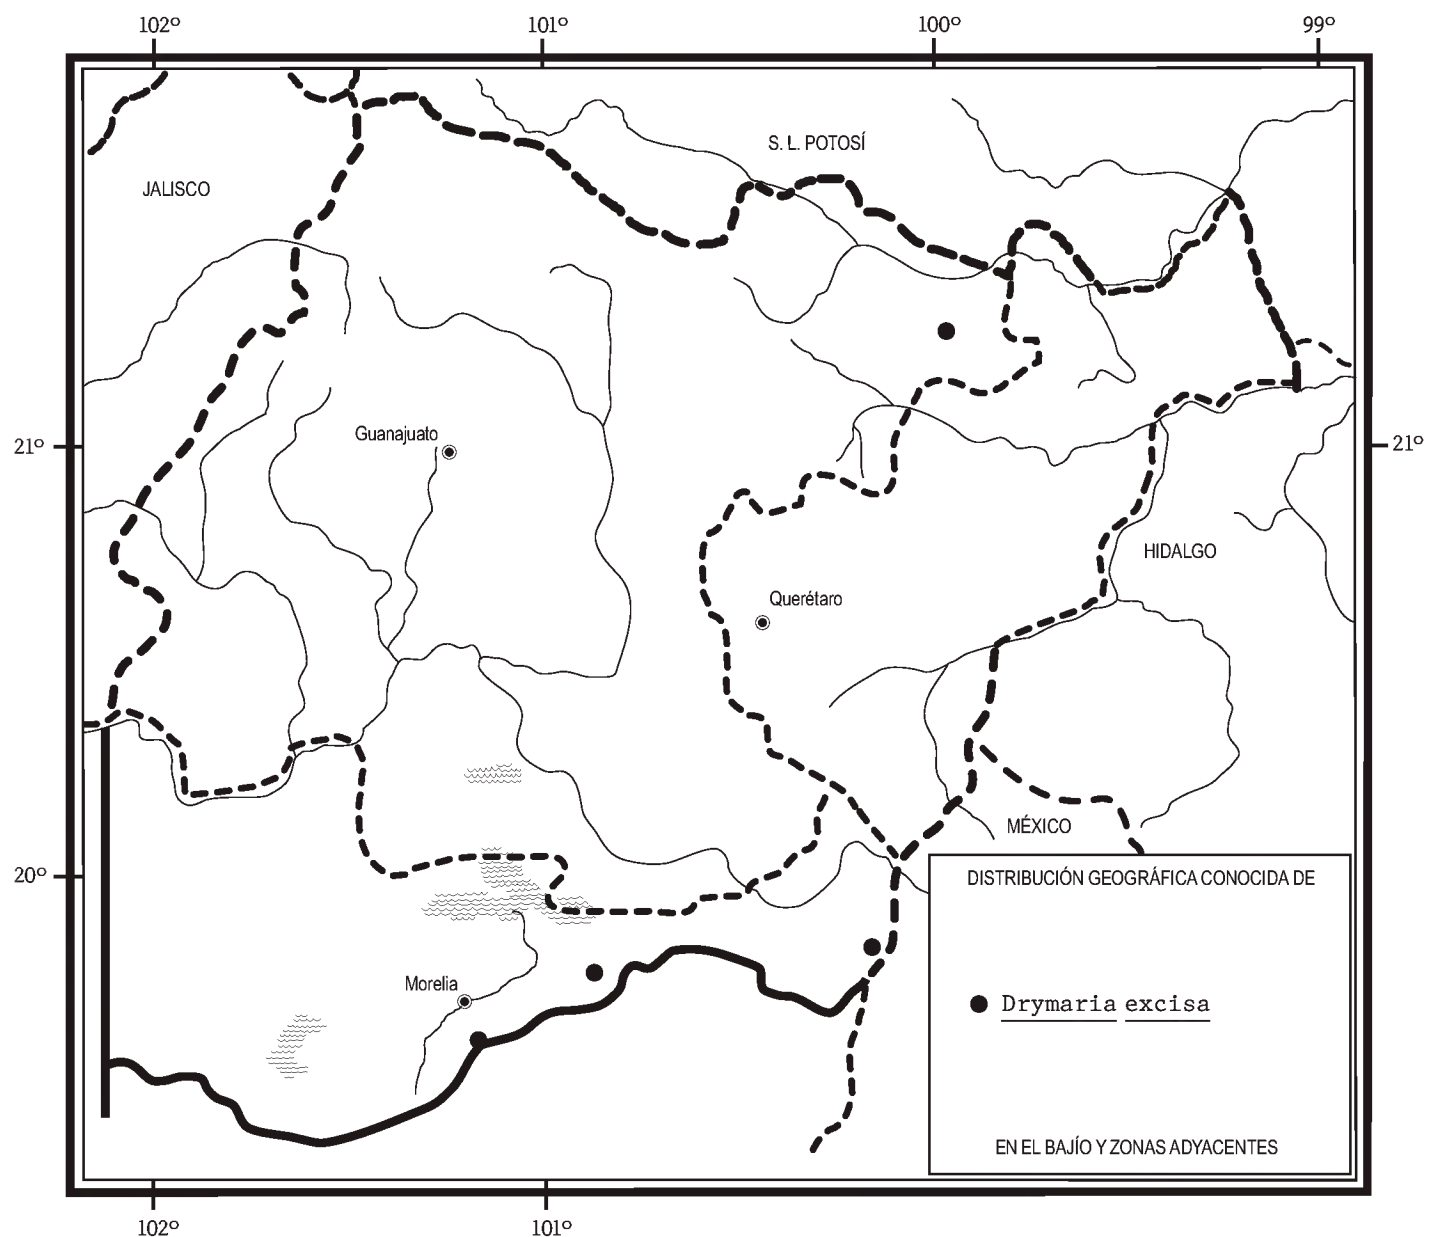 102º 101º 100º 99º
S. L. POTOSÍ
JALISCO
Guanajuato
21º 21º
HIDALGO
Querétaro
MÉXICO
20º
DISTRIBUCIÓN GEOGRÁFICA CONOCIDA DE
Morelia
Drymaria excisa
EN EL BAJÍO Y ZONAS ADYACENTES
102º 101º